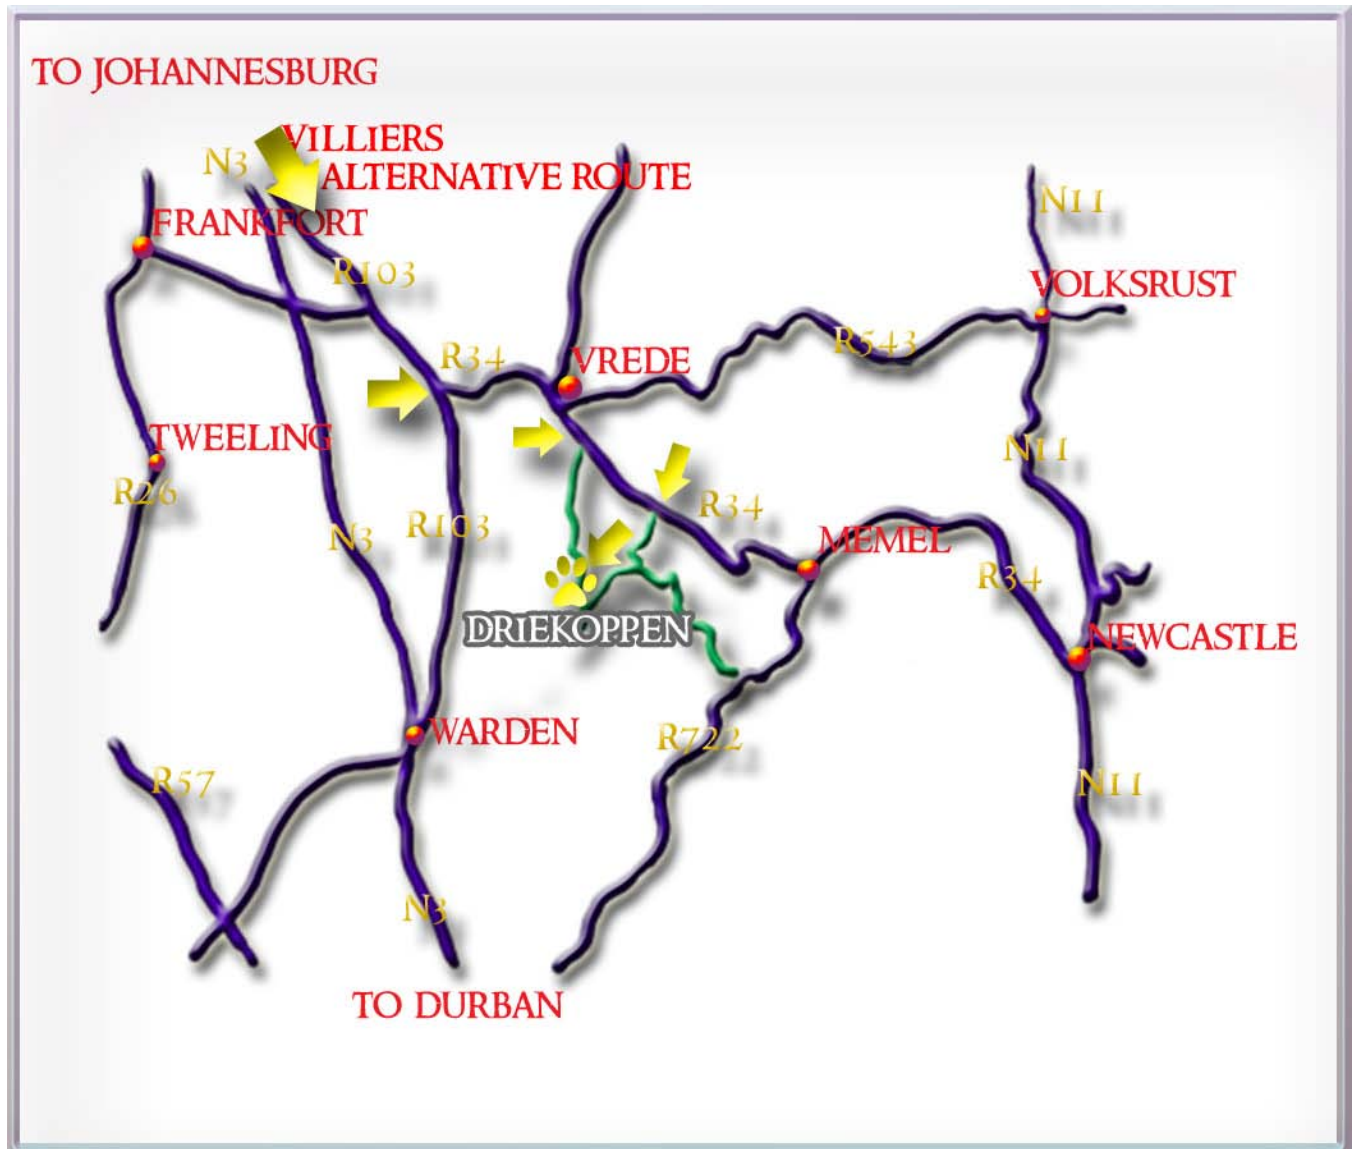 TO JOHANNESBURG
VILLIERS
N3
ALTERNATIVE ROUTE
N11
FRANKFORT
R103
VOLKSRUST
R34
VREDE
R543
TWEELING
N11
R26
R34
N3
R103
MEMEL
R34
DRIEKOPPEN
NEWCASTLE
WARDEN
R722
R57
N11
N3
TO DURBAN